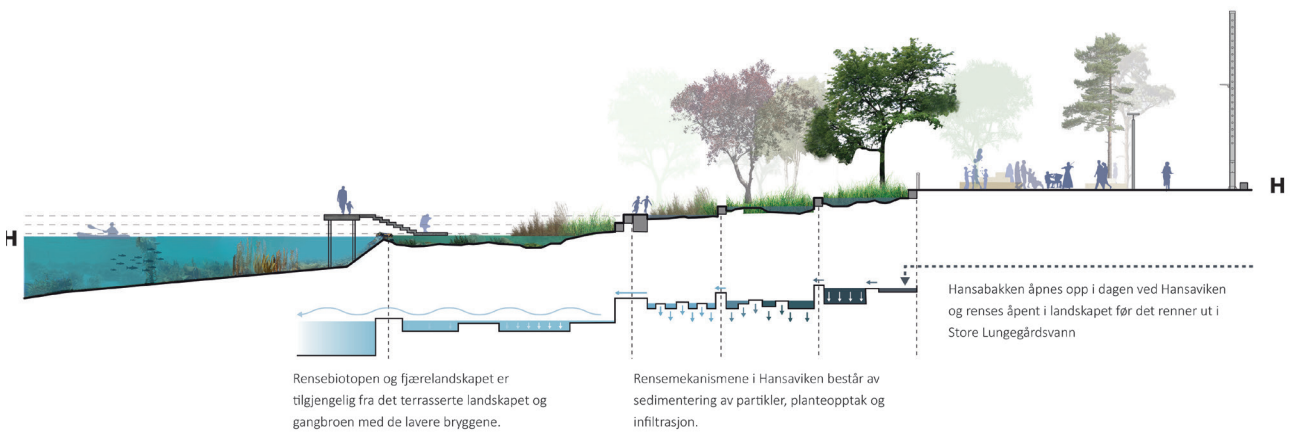 H
H
Hansabakken åpnes opp i dagen ved Hansaviken
og renses åpent i landskapet før det renner ut i
Store Lungegårdsvann
Rensebiotopen og fjærelandskapet er
tilgjengelig fra det terrasserte landskapet og
gangbroen med de lavere bryggene.
Rensemekanismene i Hansaviken består av
sedimentering av partikler, planteopptak og
infiltrasjon.